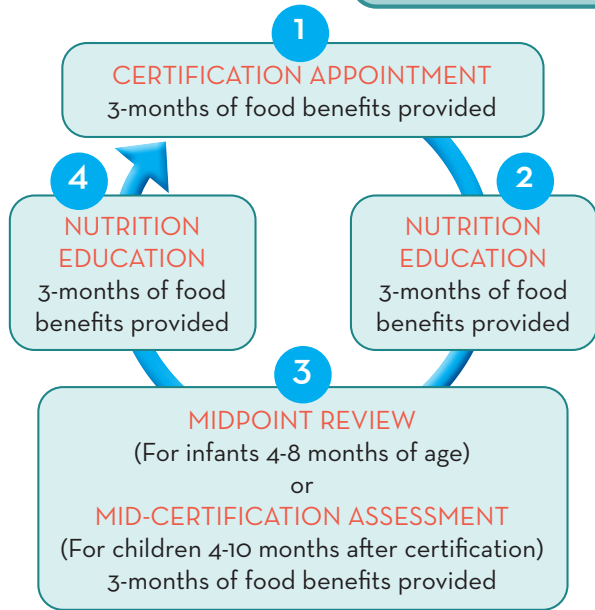 1
CERTIFICATION APPOINTMENT
3-months of food benefits provided
2
NUTRITION
EDUCATION
3-months of food
benefits provided
3
MIDPOINT REVIEW
(For infants 4-8 months of age)
or
MID-CERTIFICATION ASSESSMENT
(For children 4-10 months after certification)
3-months of food benefits provided
4
NUTRITION
EDUCATION
3-months of food
benefits provided